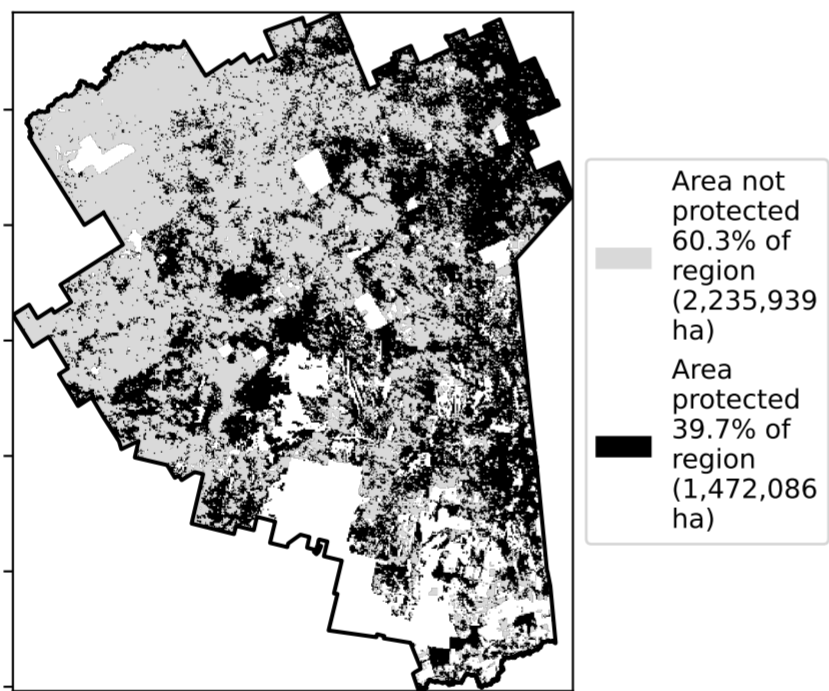 Area not
protected
60.3% of
region
(2,235,939
ha)
Area
protected
39.7% of
region
(1,472,086
ha)